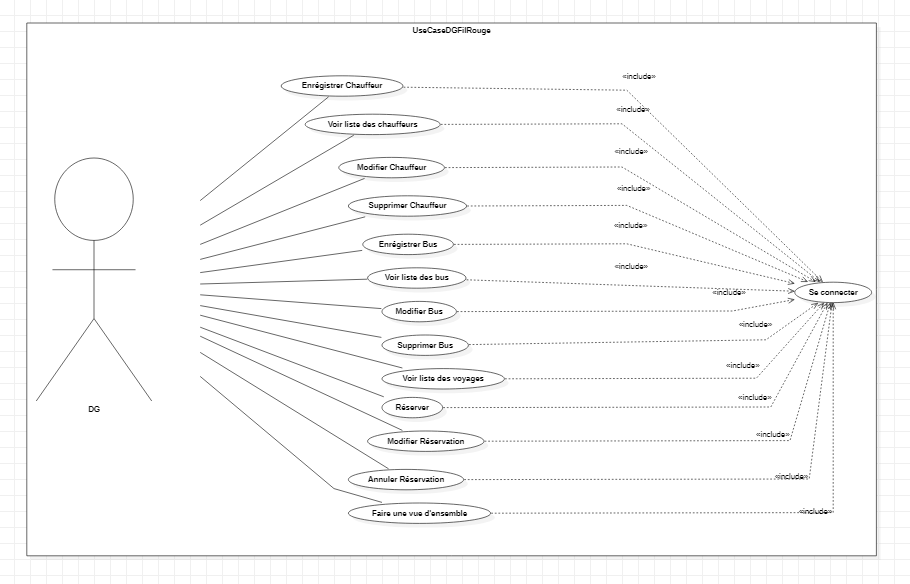 UseCaseDGFilRouge
«include»
Enrégistrer Chauffeur
«include»
Voir liste des chauffeurs
«include»
Modifier Chauffeur
«include»
Supprimer Chauffeur
«include»
Enrégistrer Bus
«include»
Voir liste des bus
«include»
Se connecter
Modifier Bus
«include»
Supprimer Bus
«include»
Voir liste des voyages
«include»
Réserver
DG
«include»
Modifier Réservation
«include»
Annuler Réservation
«include»
Faire une vue d'ensemble